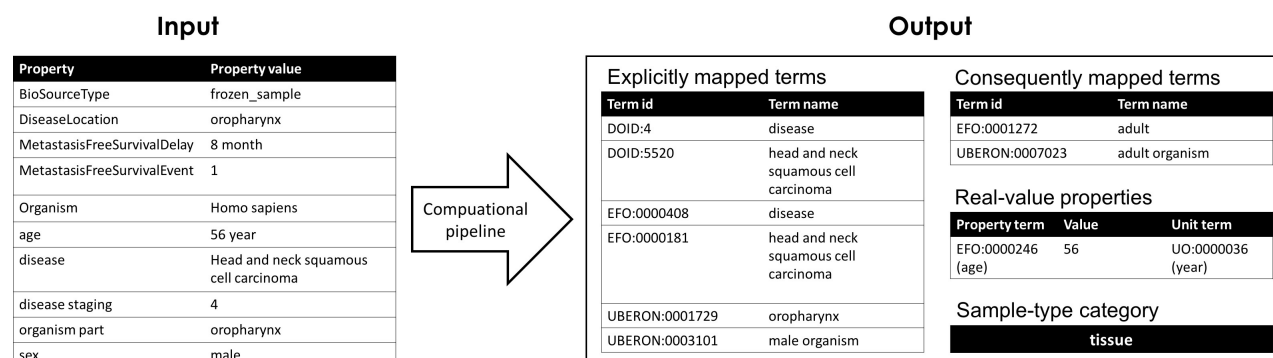 Input
Property Property value
BioSourceType frozen_sample
DiseaseLocation oropharynx
MetastasisFreeSurvivalDelay 8 month
MetastasisFreeSurvivalEvent 1
Organism Homo sapiens
age 56 year
disease Head and neck squamous
cell carcinoma
disease staging 4
organism part oropharynx
sex male
Compuational
pipeline
Output
Explicitly mapped terms
Term id Term name
DOID:4 disease
DOID:5520 head and neck
squamous cell
carcinoma
EFO:0000408 disease
EFO:0000181 head and neck
squamous cell
carcinoma
UBERON:0001729 oropharynx
UBERON:0003101 male organism
Consequently mapped terms
Term id Term name
EFO:0001272 adult
UBERON:0007023 adult organism
Real-value properties
Property term Value Unit term
EFO:0000246 56 UO:0000036
(age) (year)
Sample-type category
tissue